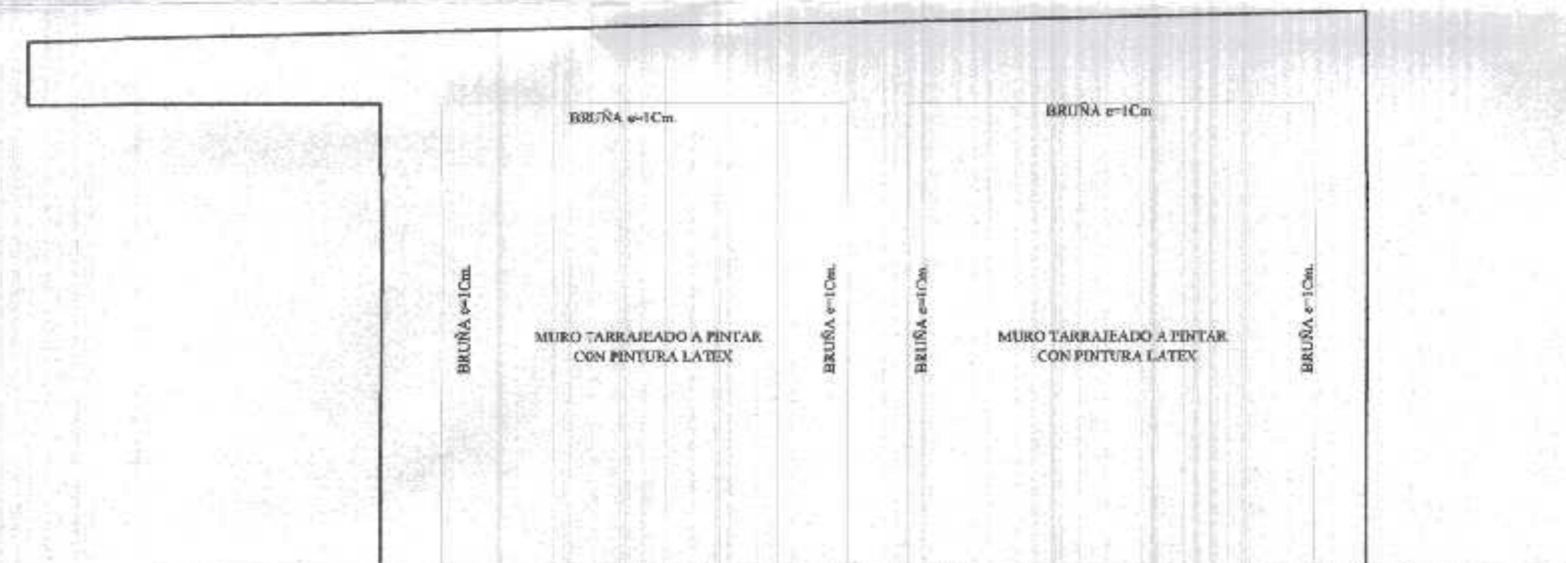 BRUÑA e=1Cm.
BRUÑA e=1Cm
BRUÑA e=1Cm.
MURO TARRAJEADO A PINTAR
CON PINTURA LATEX
BRUÑA e=1Cm.
BRUÑA e=1Cm.
MURO TARRAJEADO A PINTAR
CON PINTURA LATEX
BRUÑA e=1Cm.